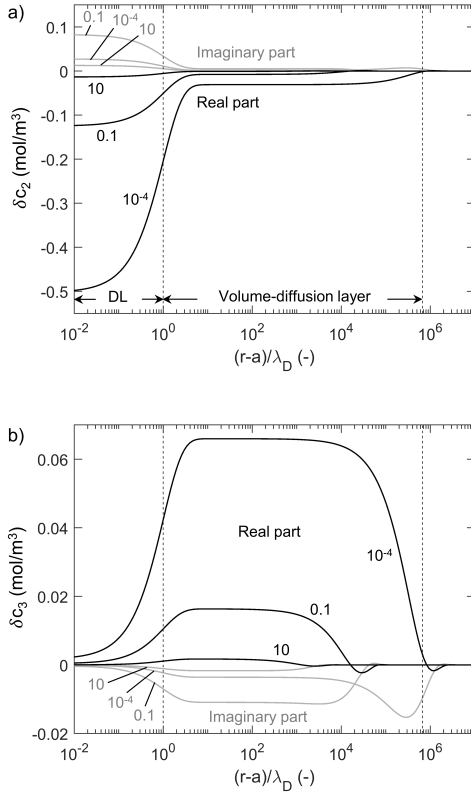 a)
0.1
0
-0.1
-0.2
-0.3
-0.4
-0.5
δc2 (mol/m³)
0.1
10⁻⁴
10
Imaginary part
10
Real part
0.1
10⁻⁴
DL
Volume-diffusion layer
10⁻² 10⁰ 10² 10⁴ 10⁶
(r-a)/λD (-)
b)
0.06
0.04
0.02
0
-0.02
δc3 (mol/m³)
Real part
10⁻⁴
0.1
10
10
10⁻⁴
0.1
Imaginary part
10⁻² 10⁰ 10² 10⁴ 10⁶
(r-a)/λD (-)